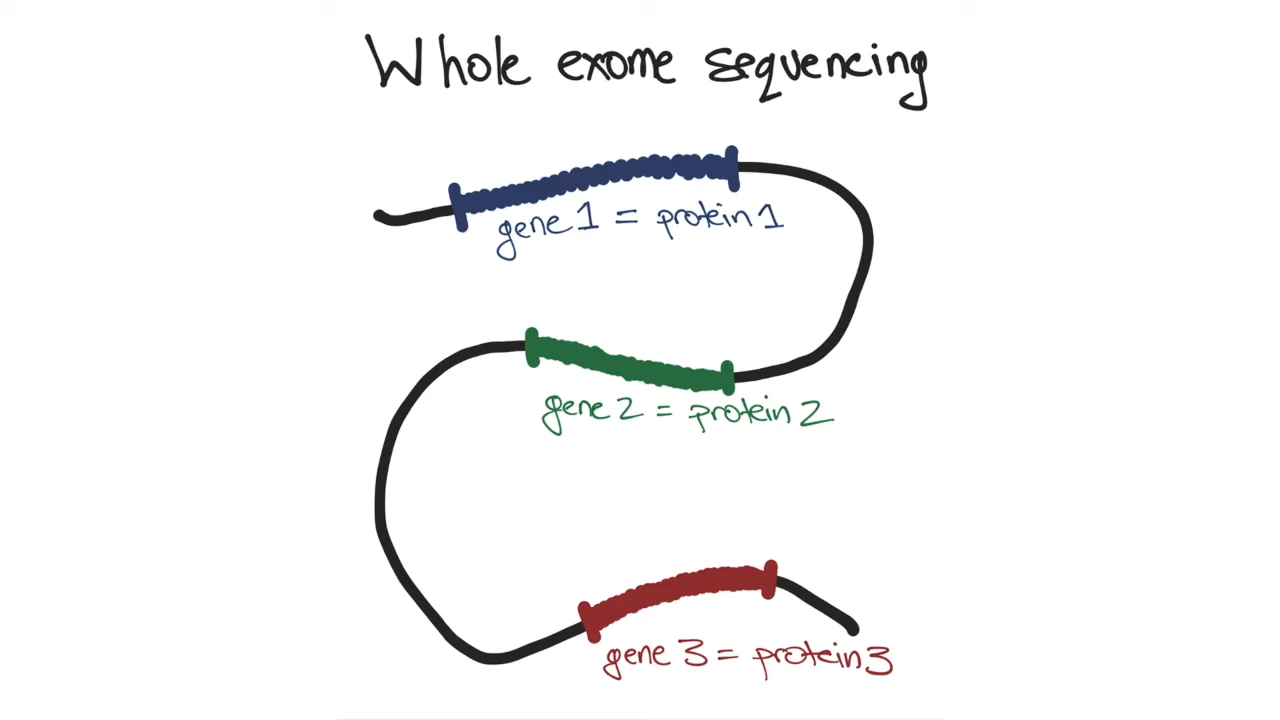 Whole exome sequencing
gene 1 = protein 1
gene 2 = protein 2
gene 3 = protein 3